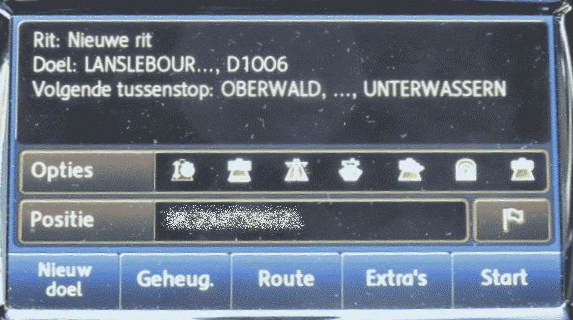 Rit: Nieuwe rit
Doel: LANSLEBOUR..., D1006
Volgende tussenstop: OBERWALD, ..., UNTERWASSERN
Opties
Positie
Nieuw
doel
Geheug.
Route
Extra's
Start